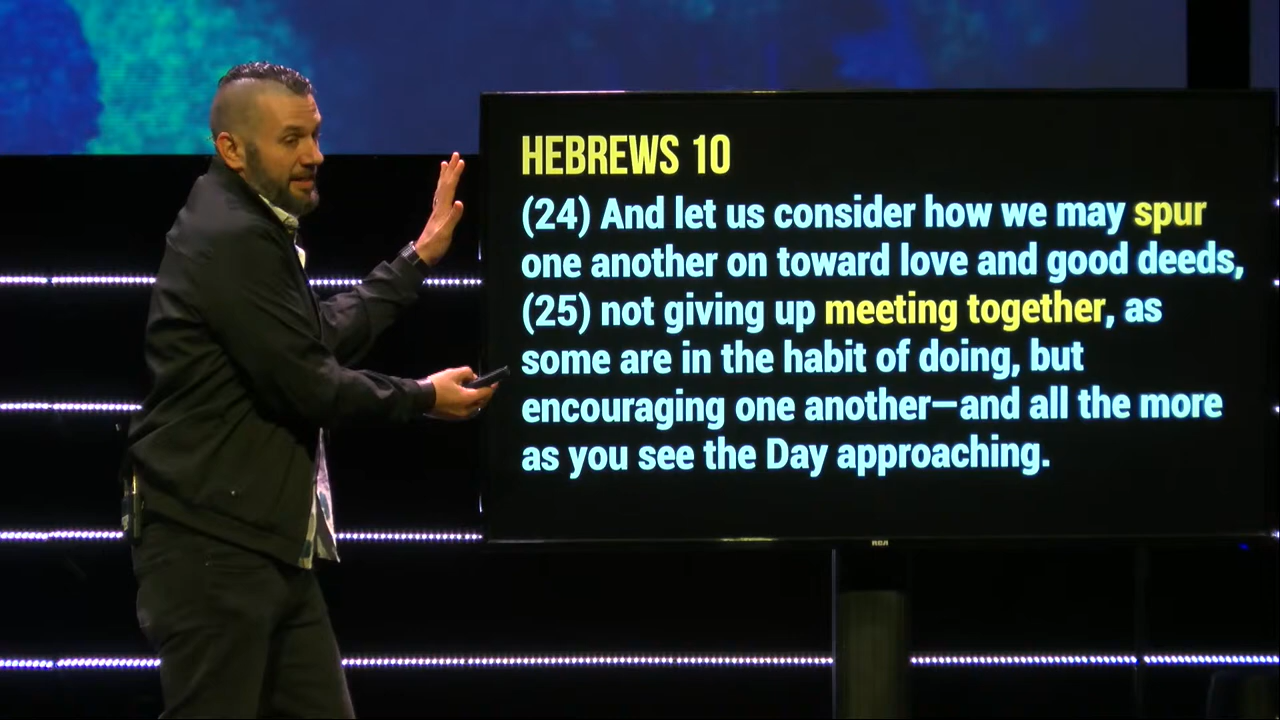 HEBREWS 10
(24) And let us consider how we may spur
one another on toward love and good deeds,
(25) not giving up meeting together, as
some are in the habit of doing, but
encouraging one another—and all the more
as you see the Day approaching.
RCA